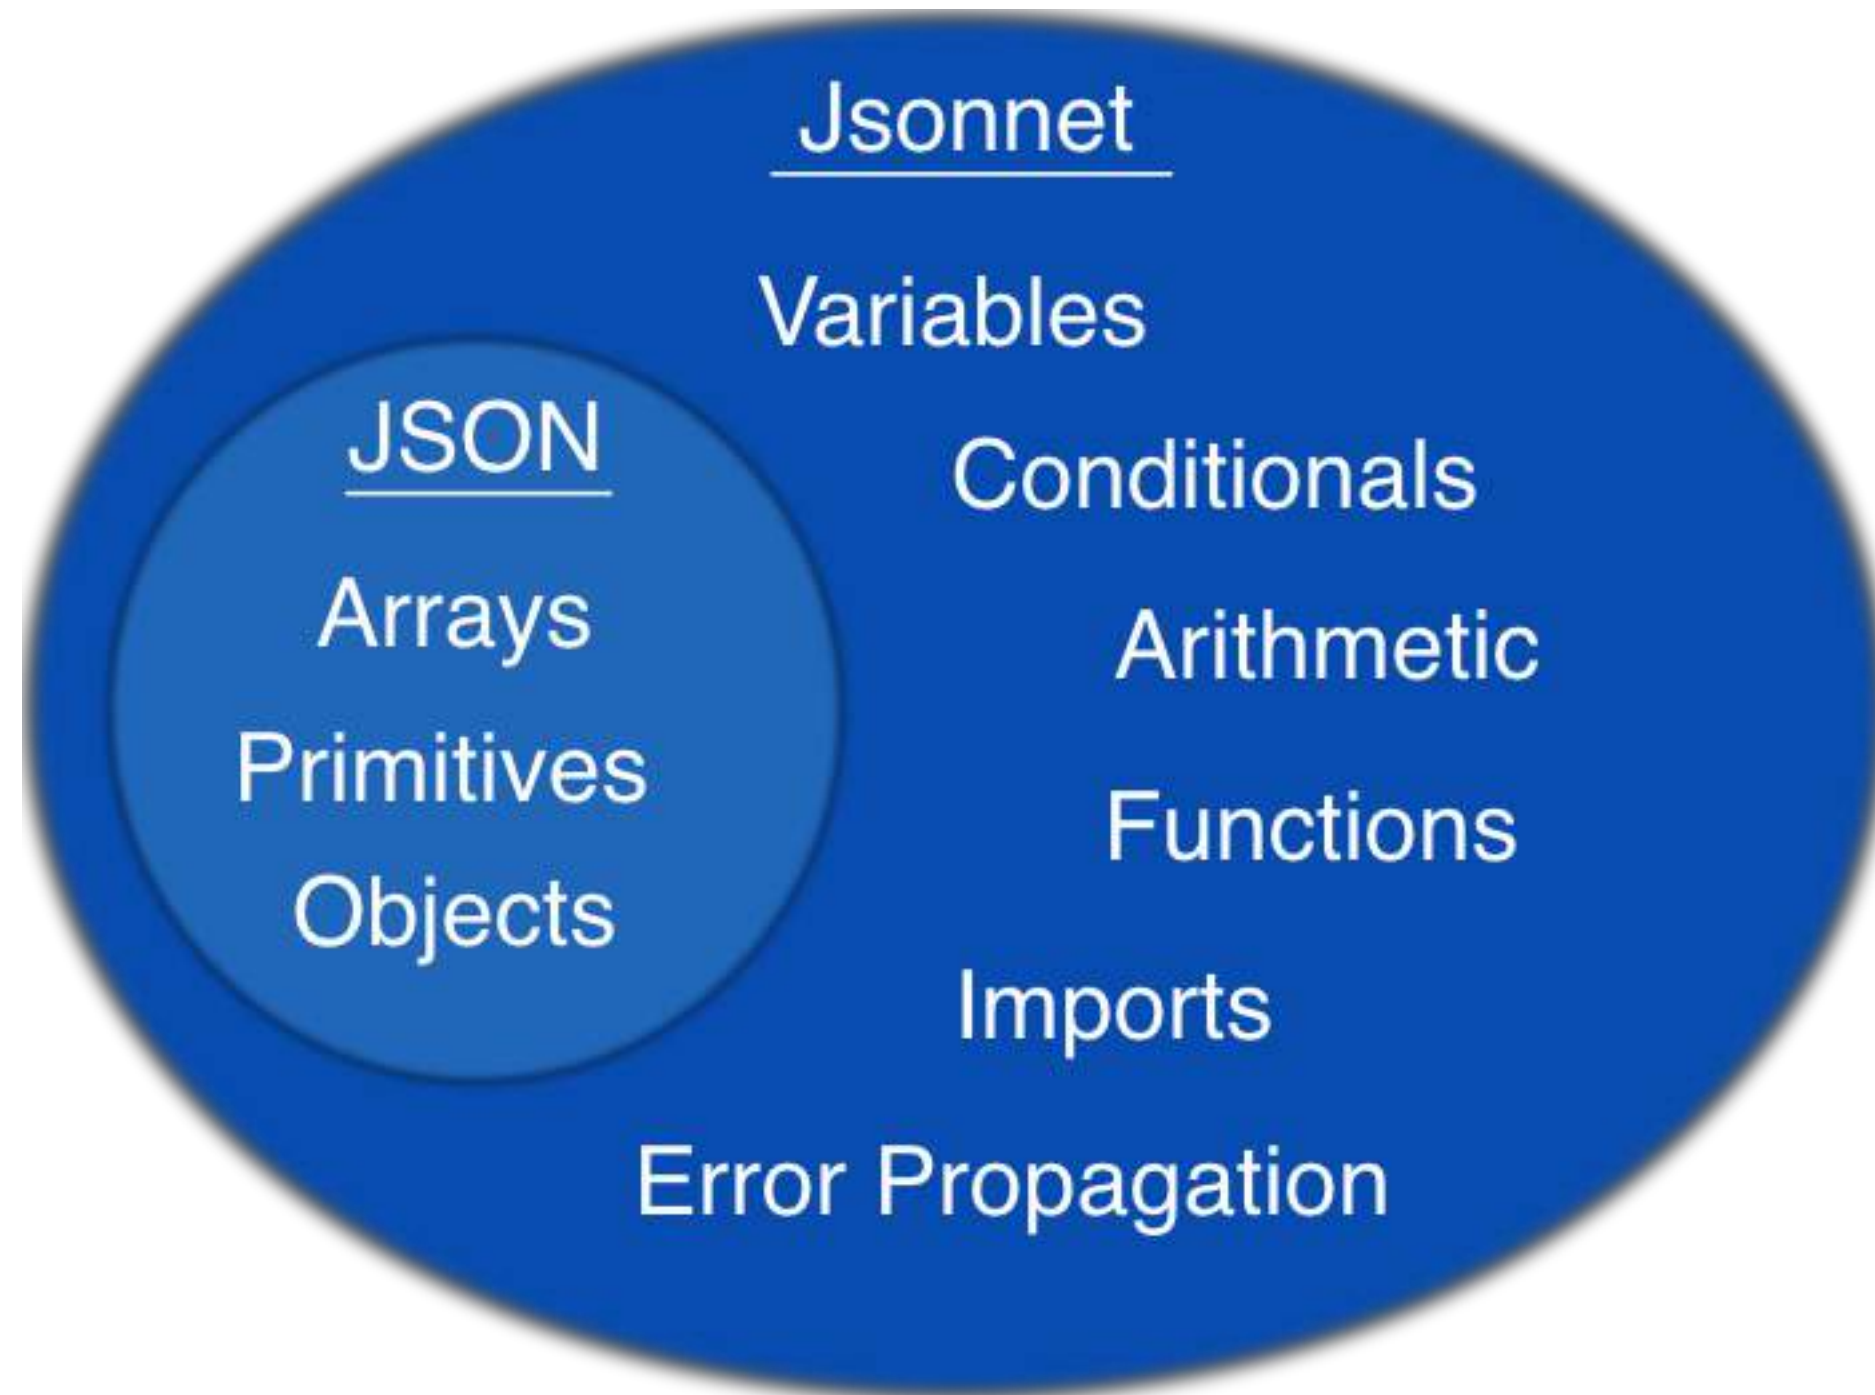 Jsonnet
Variables
Conditionals
Arithmetic
Functions
Imports
Error Propagation
JSON
Arrays
Primitives
Objects